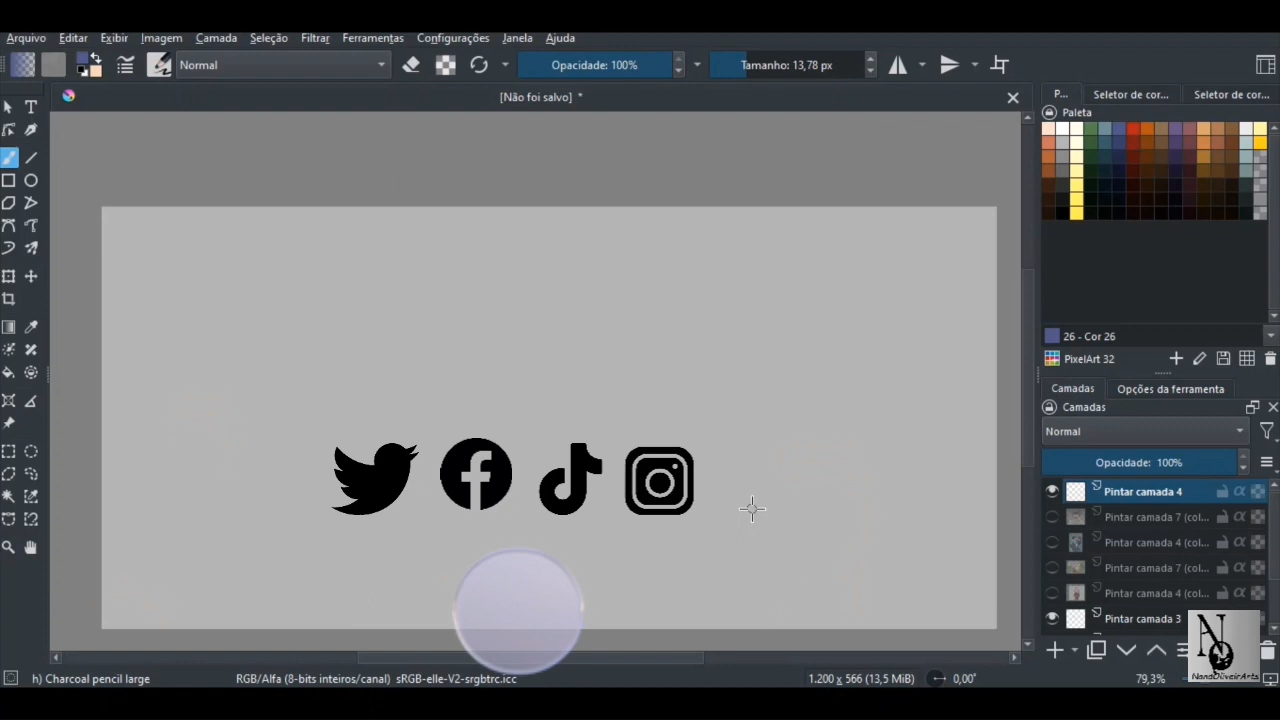 Arquivo Editar Exibir Imagem Camada Seleção Filtrar Ferramentas Configurações Janela Ajuda
Normal Opacidade: 100% Tamanho: 13,78 px
[Não foi salvo] *
P... Seletor de cor... Seletor de cor...
Paleta
26 - Cor 26
PixelArt 32
Camadas Opções da ferramenta
Camadas
Normal
Opacidade: 100%
Pintar camada 4
Pintar camada 7 (col...
Pintar camada 4 (col...
Pintar camada 7 (col...
Pintar camada 4 (col...
Pintar camada 3
NandOliveirArts
h) Charcoal pencil large RGB/Alfa (8-bits inteiros/canal) sRGB-elle-V2-srgbtrc.icc 1.200 x 566 (13,5 MiB) 0,00° 79,3%